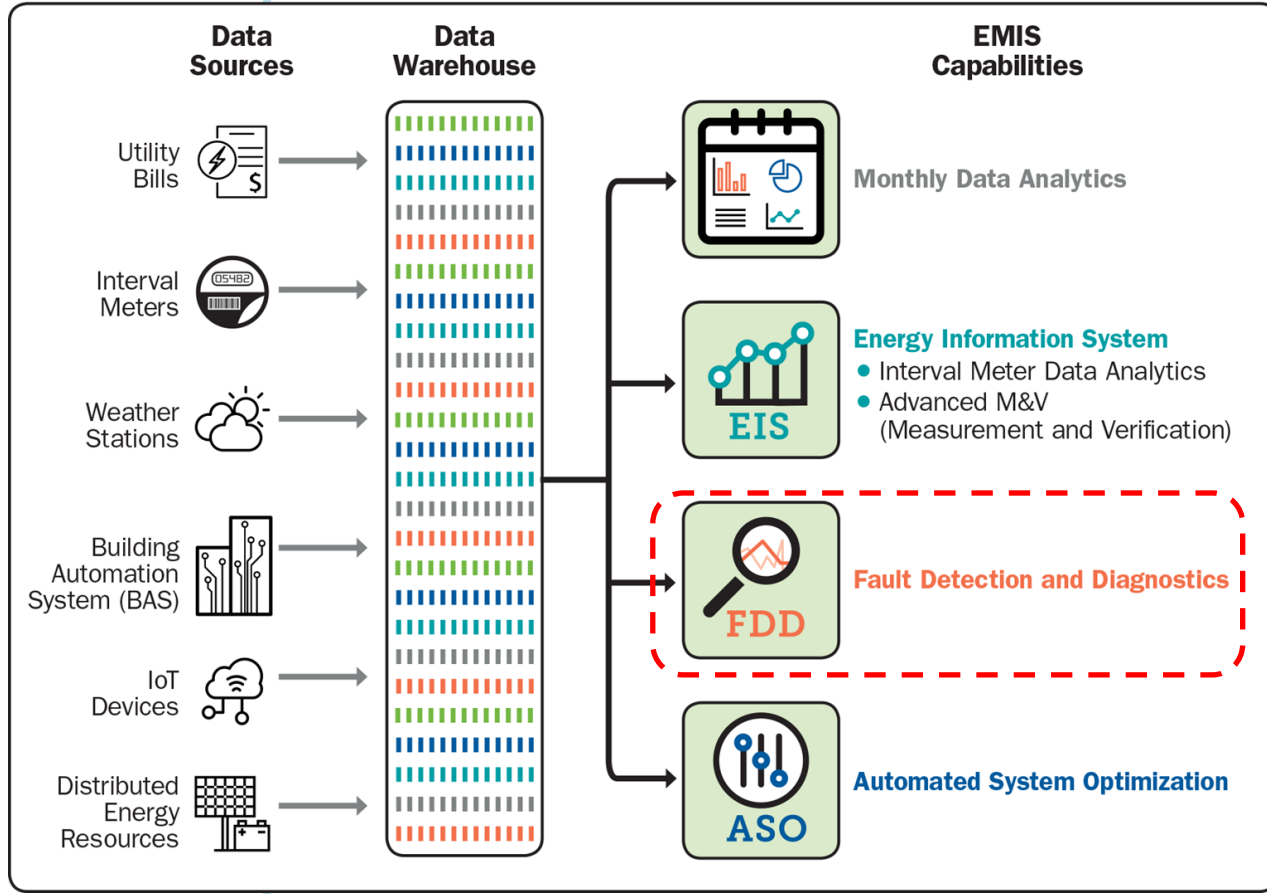 Data
Sources
Data
Warehouse
EMIS
Capabilities
Utility
Bills
$
Interval
Meters
05482
Weather
Stations
Building
Automation
System (BAS)
IoT
Devices
Distributed
Energy
Resources
Monthly Data Analytics
EIS
Energy Information System
• Interval Meter Data Analytics
• Advanced M&V
(Measurement and Verification)
FDD
Fault Detection and Diagnostics
ASO
Automated System Optimization